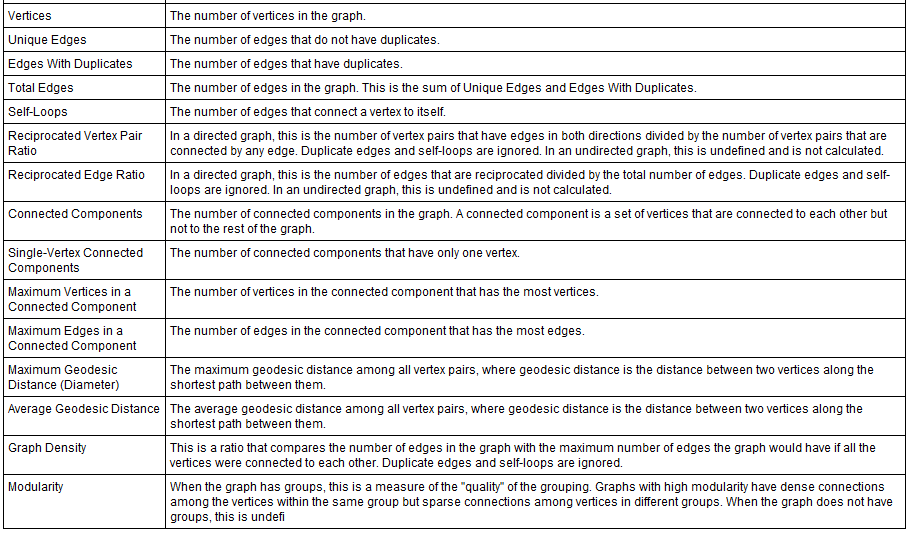 Vertices The number of vertices in the graph.
Unique Edges The number of edges that do not have duplicates.
Edges With Duplicates The number of edges that have duplicates.
Total Edges The number of edges in the graph. This is the sum of Unique Edges and Edges With Duplicates.
Self-Loops The number of edges that connect a vertex to itself.
Reciprocated Vertex Pair In a directed graph, this is the number of vertex pairs that have edges in both directions divided by the number of vertex pairs that are
Ratio connected by any edge. Duplicate edges and self-loops are ignored. In an undirected graph, this is undefined and is not calculated.
Reciprocated Edge Ratio In a directed graph, this is the number of edges that are reciprocated divided by the total number of edges. Duplicate edges and self-
loops are ignored. In an undirected graph, this is undefined and is not calculated.
Connected Components The number of connected components in the graph. A connected component is a set of vertices that are connected to each other but
not to the rest of the graph.
Single-Vertex Connected The number of connected components that have only one vertex.
Components
Maximum Vertices in a The number of vertices in the connected component that has the most vertices.
Connected Component
Maximum Edges in a The number of edges in the connected component that has the most edges.
Connected Component
Maximum Geodesic The maximum geodesic distance among all vertex pairs, where geodesic distance is the distance between two vertices along the
Distance (Diameter) shortest path between them.
Average Geodesic Distance The average geodesic distance among all vertex pairs, where geodesic distance is the distance between two vertices along the
shortest path between them.
Graph Density This is a ratio that compares the number of edges in the graph with the maximum number of edges the graph would have if all the
vertices were connected to each other. Duplicate edges and self-loops are ignored.
Modularity When the graph has groups, this is a measure of the "quality" of the grouping. Graphs with high modularity have dense connections
among the vertices within the same group but sparse connections among vertices in different groups. When the graph does not have
groups, this is undefi